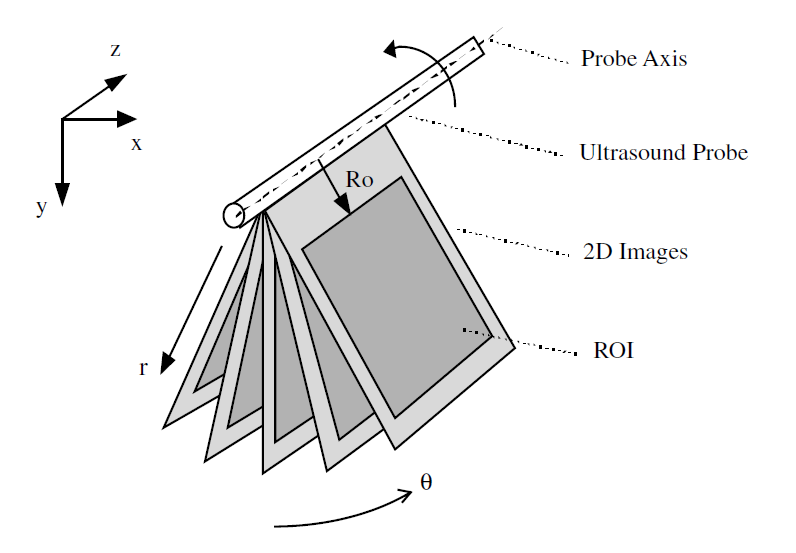 z
Probe Axis
x
Ultrasound Probe
Ro
y
2D Images
ROI
r
θ